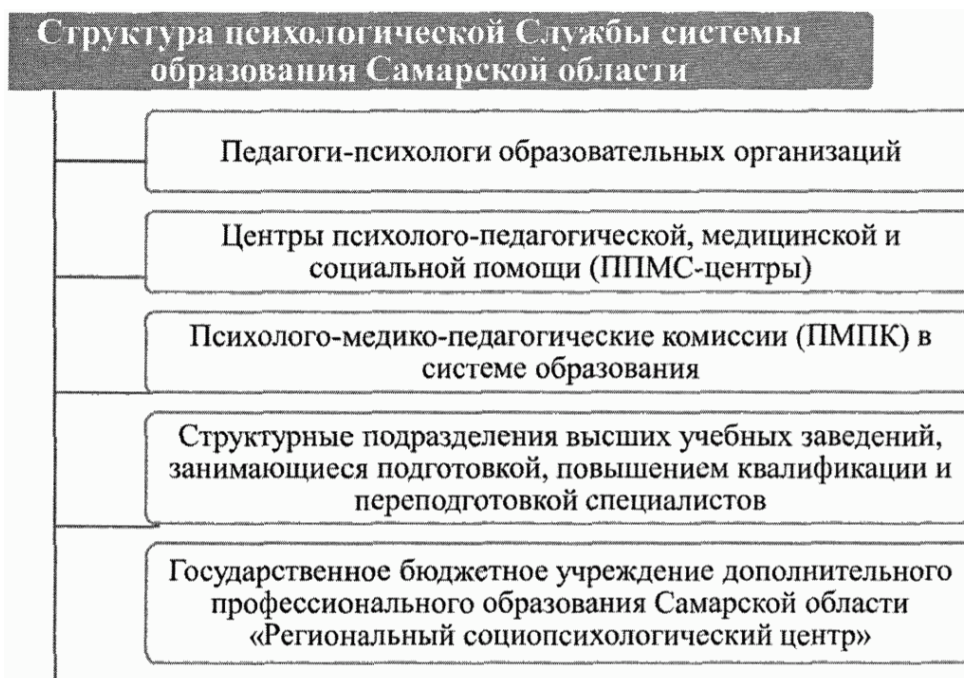 Структура психологической Службы системы
образования Самарской области
Педагоги-психологи образовательных организаций
Центры психолого-педагогической, медицинской и
социальной помощи (ППМС-центры)
Психолого-медико-педагогические комиссии (ПМПК) в
системе образования
Структурные подразделения высших учебных заведений,
занимающиеся подготовкой, повышением квалификации и
переподготовкой специалистов
Государственное бюджетное учреждение дополнительного
профессионального образования Самарской области
«Региональный социопсихологический центр»